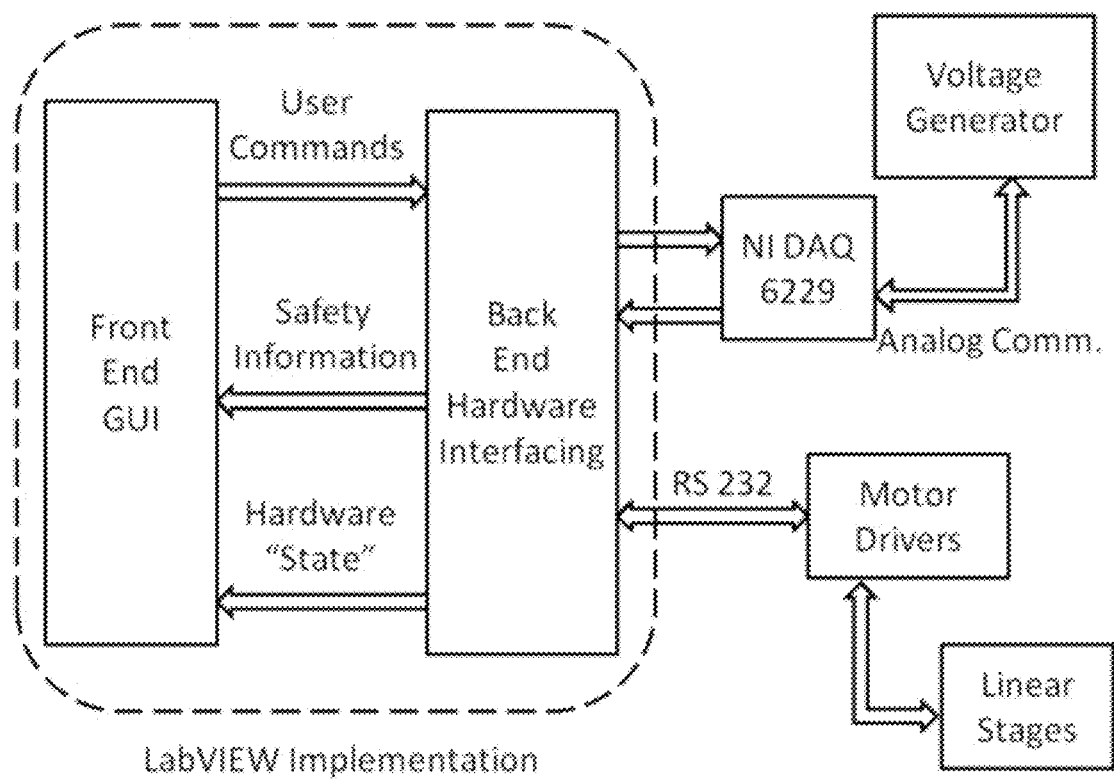 User
Commands
Front
End
GUI
Safety
Information
Hardware
“State”
Back
End
Hardware
Interfacing
LabVIEW Implementation
NI DAQ
6229
Voltage
Generator
Analog Comm.
RS 232
Motor
Drivers
Linear
Stages